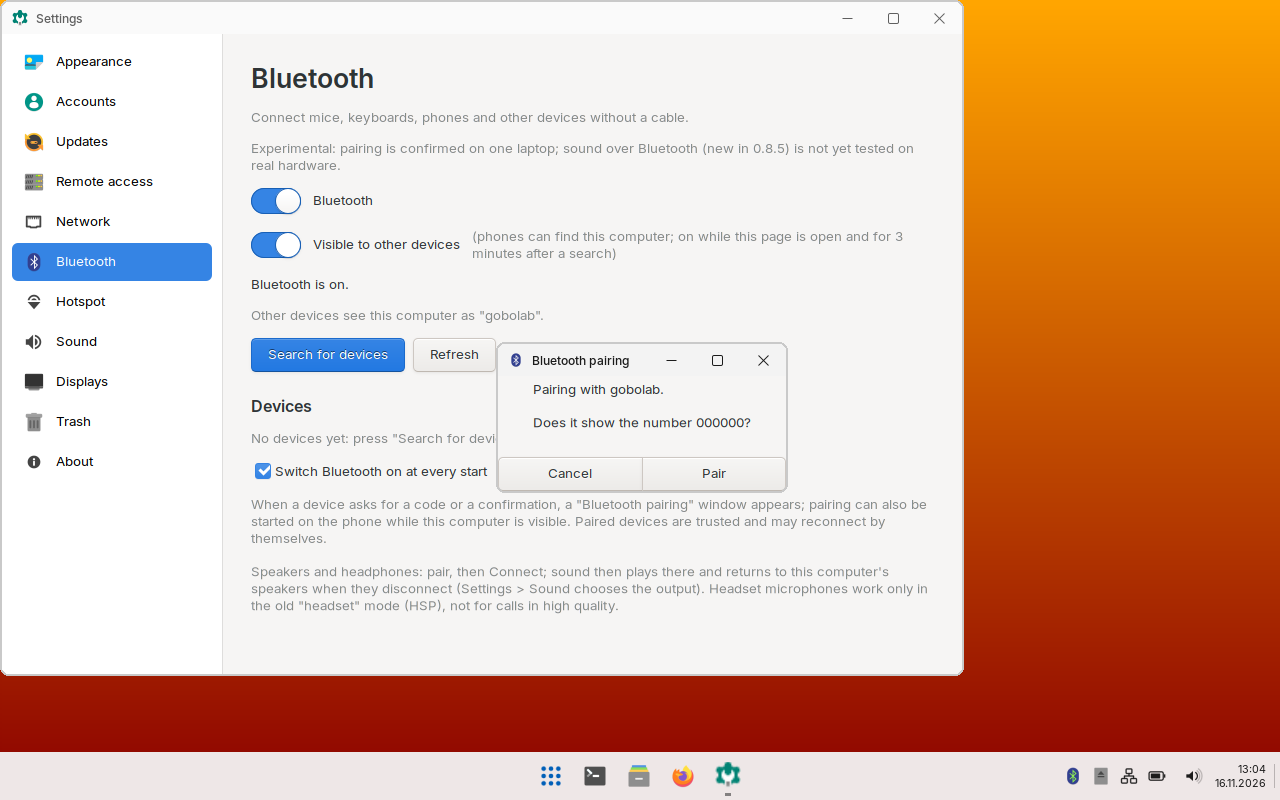 Settings
Appearance
Accounts
Updates
Remote access
Network
Bluetooth
Hotspot
Sound
Displays
Trash
About
Bluetooth
Connect mice, keyboards, phones and other devices without a cable.
Experimental: pairing is confirmed on one laptop; sound over Bluetooth (new in 0.8.5) is not yet tested on
real hardware.
Bluetooth
Visible to other devices
(phones can find this computer; on while this page is open and for 3
minutes after a search)
Bluetooth is on.
Other devices see this computer as "gobolab".
Search for devices
Refresh
Devices
No devices yet: press "Search for devi
Switch Bluetooth on at every start
When a device asks for a code or a confirmation, a "Bluetooth pairing" window appears; pairing can also be
started on the phone while this computer is visible. Paired devices are trusted and may reconnect by
themselves.
Speakers and headphones: pair, then Connect; sound then plays there and returns to this computer's
speakers when they disconnect (Settings > Sound chooses the output). Headset microphones work only in
the old "headset" mode (HSP), not for calls in high quality.
Bluetooth pairing
Pairing with gobolab.
Does it show the number 000000?
Cancel
Pair
13:04
16.11.2026